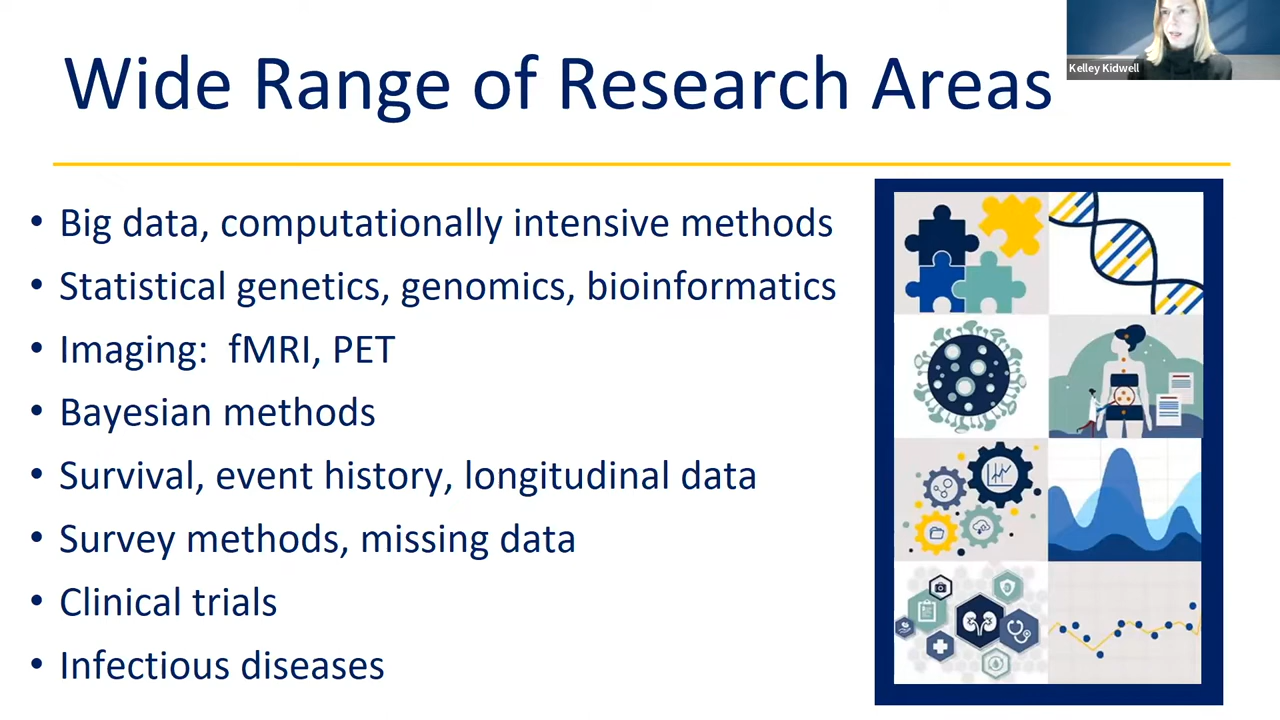 Wide Range of Research Areas
Kelley Kidwell
• Big data, computationally intensive methods
• Statistical genetics, genomics, bioinformatics
• Imaging:  fMRI, PET
• Bayesian methods
• Survival, event history, longitudinal data
• Survey methods, missing data
• Clinical trials
• Infectious diseases